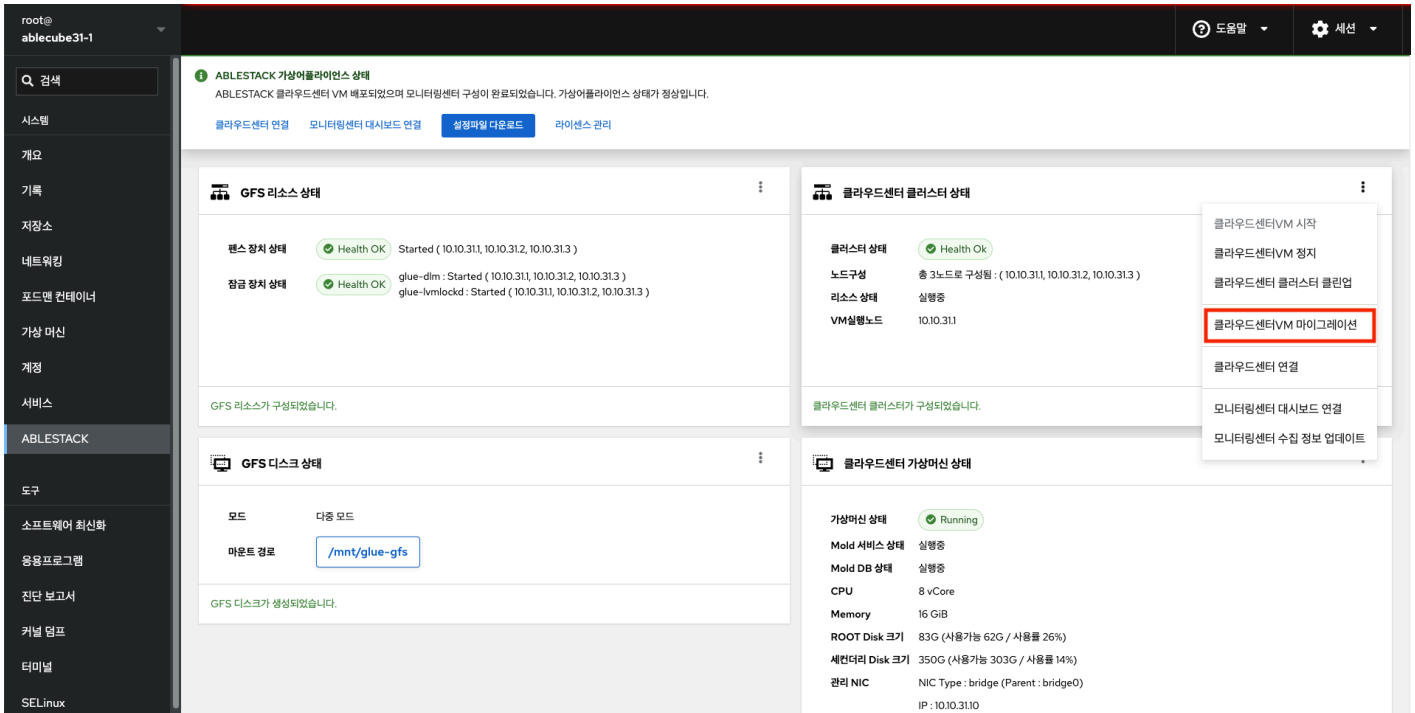 root@
ablecube31-1
도움말
세션
검색
시스템
개요
기록
저장소
네트워킹
포드맨 컨테이너
가상 머신
계정
서비스
ABLESTACK
도구
소프트웨어 최신화
응용프로그램
진단 보고서
커널 덤프
터미널
SELinux
ABLESTACK 가상어플라이언스 상태
ABLESTACK 클라우드센터 VM 배포되었으며 모니터링센터 구성이 완료되었습니다. 가상어플라이언스 상태가 정상입니다.
클라우드센터 연결 모니터링센터 대시보드 연결 설정파일 다운로드 라이센스 관리
GFS 리소스 상태
펜스 장치 상태 Health OK Started ( 10.10.31.1, 10.10.31.2, 10.10.31.3 )
잠금 장치 상태 Health OK glue-dlm : Started ( 10.10.31.1, 10.10.31.2, 10.10.31.3 )
glue-lvmlockd : Started ( 10.10.31.1, 10.10.31.2, 10.10.31.3 )
GFS 리소스가 구성되었습니다.
클라우드센터 클러스터 상태
클러스터 상태 Health Ok
노드구성 총 3노드로 구성됨 : ( 10.10.31.1, 10.10.31.2, 10.10.31.3 )
리소스 상태 실행중
VM실행노드 10.10.31.1
클라우드센터 클러스터가 구성되었습니다.
클라우드센터VM 시작
클라우드센터VM 정지
클라우드센터 클러스터 클린업
클라우드센터VM 마이그레이션
클라우드센터 연결
모니터링센터 대시보드 연결
모니터링센터 수집 정보 업데이트
GFS 디스크 상태
모드 다중 모드
마운트 경로 /mnt/glue-gfs
GFS 디스크가 생성되었습니다.
클라우드센터 가상머신 상태
가상머신 상태 Running
Mold 서비스 상태 실행중
Mold DB 상태 실행중
CPU 8 vCore
Memory 16 GiB
ROOT Disk 크기 83G (사용가능 62G / 사용률 26%)
세컨더리 Disk 크기 350G (사용가능 303G / 사용률 14%)
관리 NIC NIC Type : bridge (Parent : bridge0)
IP : 10.10.31.10